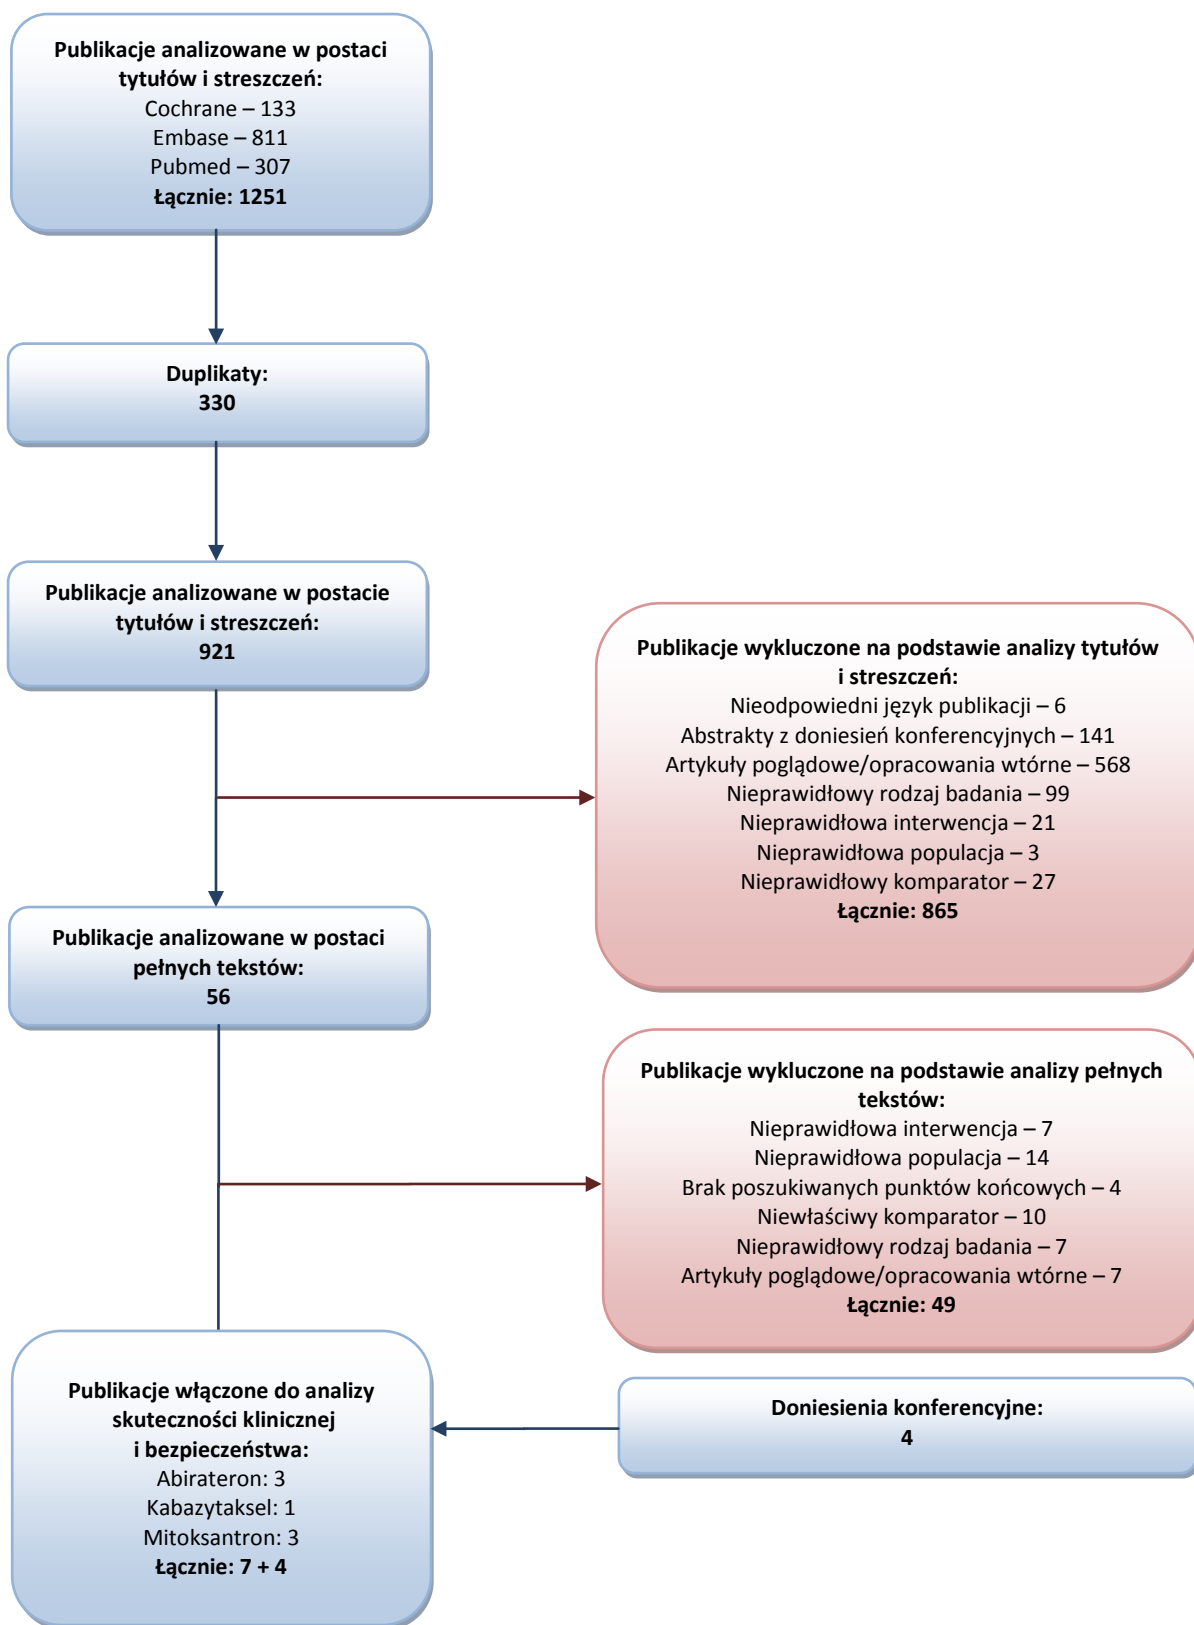 Publikacje analizowane w postaci
tytułów i streszczeń:
Cochrane – 133
Embase – 811
Pubmed – 307
Łącznie: 1251
Duplikaty:
330
Publikacje analizowane w postacie
tytułów i streszczeń:
921
Publikacje wykluczone na podstawie analizy tytułów
i streszczeń:
Nieodpowiedni język publikacji – 6
Abstrakty z doniesień konferencyjnych – 141
Artykuły poglądowe/opracowania wtórne – 568
Nieprawidłowy rodzaj badania – 99
Nieprawidłowa interwencja – 21
Nieprawidłowa populacja – 3
Nieprawidłowy komparator – 27
Łącznie: 865
Publikacje analizowane w postaci
pełnych tekstów:
56
Publikacje wykluczone na podstawie analizy pełnych
tekstów:
Nieprawidłowa interwencja – 7
Nieprawidłowa populacja – 14
Brak poszukiwanych punktów końcowych – 4
Niewłaściwy komparator – 10
Nieprawidłowy rodzaj badania – 7
Artykuły poglądowe/opracowania wtórne – 7
Łącznie: 49
Publikacje włączone do analizy
skuteczności klinicznej
i bezpieczeństwa:
Abirateron: 3
Kabazytaksel: 1
Mitoksantron: 3
Łącznie: 7 + 4
Doniesienia konferencyjne:
4